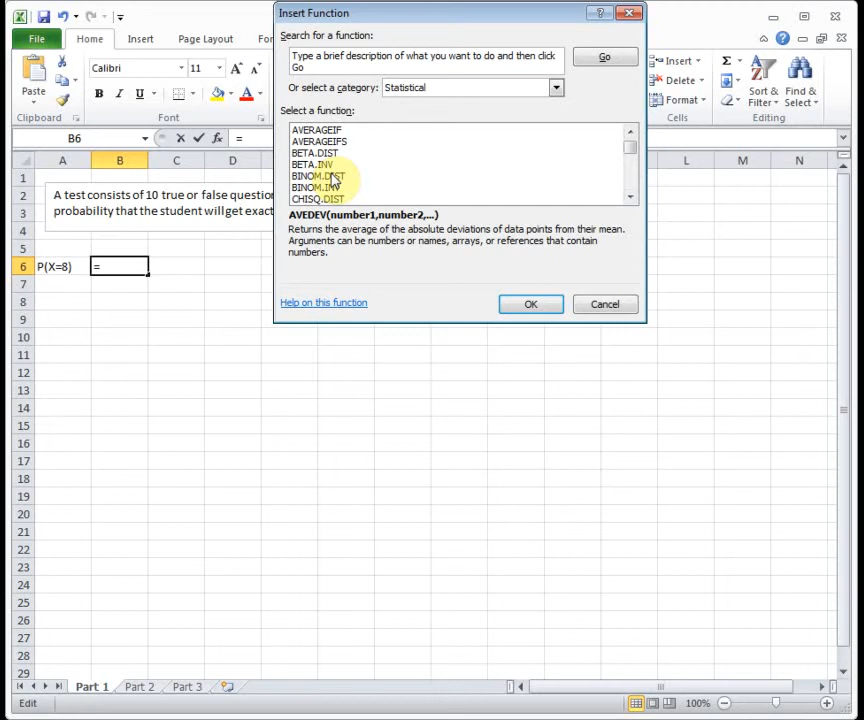 Insert Function
File
Home
Insert
Page Layout
For
Search for a function:
Type a brief description of what you want to do and then click
Go
Go
Or select a category:
Statistical
Select a function:
AVERAGEIF
AVERAGEIFS
BETA.DIST
BETA.INV
BINOM.DIST
BINOM.INV
CHISQ.DIST
AVEDEV(number1,number2,...)
Returns the average of the absolute deviations of data points from their mean.
Arguments can be numbers or names, arrays, or references that contain
numbers.
Help on this function
OK
Cancel
Paste
Clipboard
Calibri
11
A A
B I U
A
Font
Insert
Delete
Format
Cells
Σ
Sort &
Filter
Find &
Select
Editing
B6
fx
=
A B C D L M N
1
2
3
4
5
6
7
8
9
10
11
12
13
14
15
16
17
18
19
20
21
22
23
24
25
26
27
28
29
A test consists of 10 true or false questio
probability that the student will get exact
P(X=8)
=
Part 1
Part 2
Part 3
Edit
100%